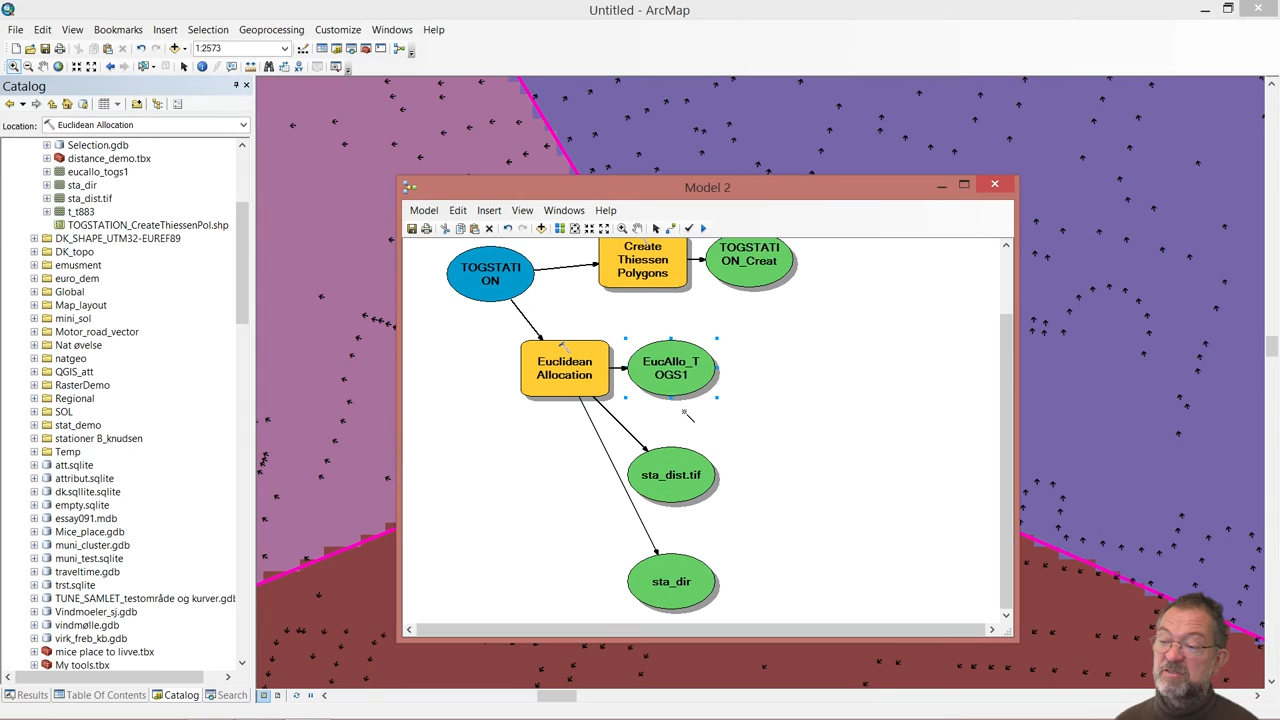 Untitled - ArcMap
File Edit View Bookmarks Insert Selection Geoprocessing Customize Windows Help
1:2573
Catalog
Location: Euclidean Allocation
Selection.gdb
distance_demo.tbx
eucallo_togs1
sta_dir
sta_dist.tif
t_t883
TOGSTATION_CreateThiessenPol.shp
DK_SHAPE_UTM32-EUREF89
DK_topo
emusment
euro_dem
Global
Map_layout
mini_sol
Motor_road_vector
Nat øvelse
natgeo
QGIS_att
RasterDemo
Regional
SOL
stat_demo
stationer B_knudsen
Temp
att.sqlite
attribut.sqlite
dk.sqllite.sqlite
empty.sqlite
essay091.mdb
Mice_place.gdb
muni_cluster.gdb
muni_test.sqlite
traveltime.gdb
trst.sqlite
TUNE_SAMLET_testområde og kurver.gdb
Vindmoeler_sj.gdb
vindmølle.gdb
virk_freb_kb.gdb
mice place to livve.tbx
My tools.tbx
Results Table Of Contents Catalog Search
Model 2
Model Edit Insert View Windows Help
TOGSTATI
ON
Create
Thiessen
Polygons
TOGSTATI
ON_Creat
Euclidean
Allocation
EucAllo_T
OGS1
sta_dist.tif
sta_dir